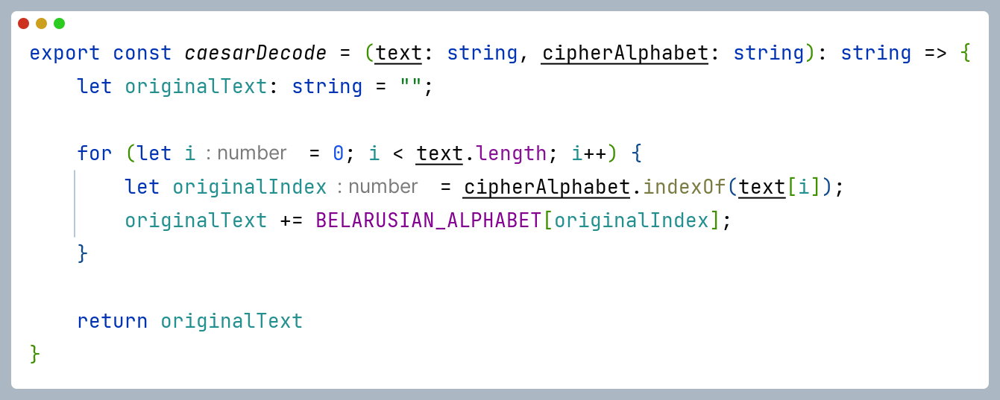 export const caesarDecode = (text: string, cipherAlphabet: string): string => {
let originalText: string = "";
for (let i : number = 0; i < text.length; i++) {
let originalIndex : number = cipherAlphabet.indexOf(text[i]);
originalText += BELARUSIAN_ALPHABET[originalIndex];
}
return originalText
}